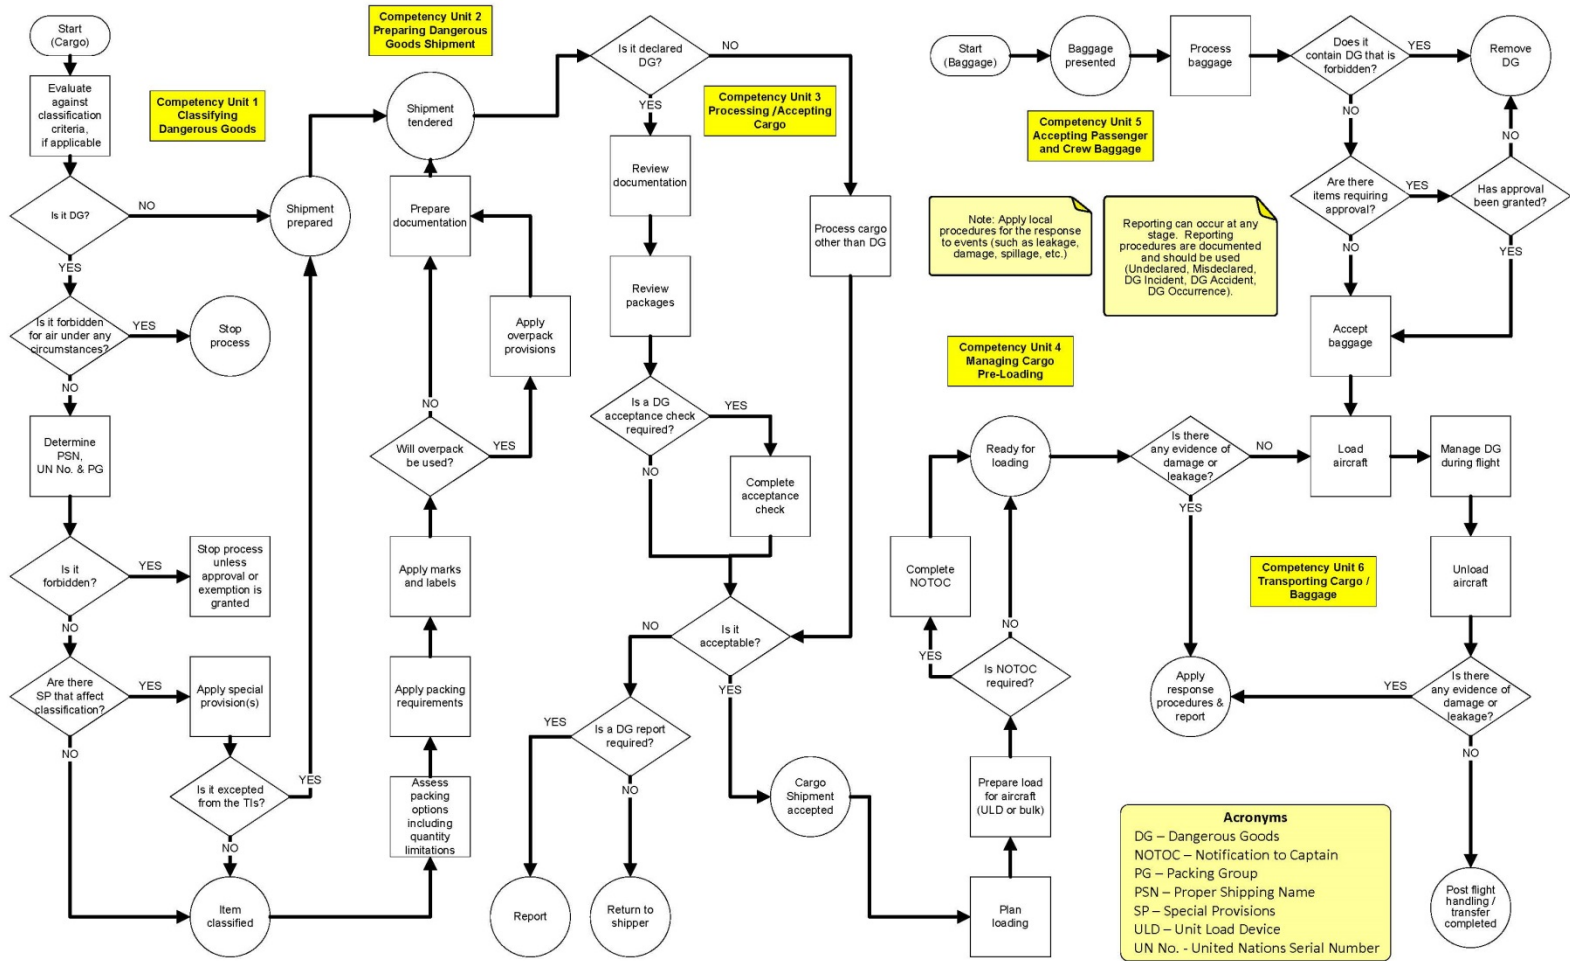 Start
(Cargo)
Evaluate
against
classification
criteria,
if applicable
Competency Unit 1
Classifying
Dangerous Goods
Is it DG?
NO
YES
Shipment
prepared
Is it forbidden
for air under any
circumstances?
YES
Stop
process
NO
Determine
PSN,
UN No. & PG
Is it
forbidden?
YES
Stop process
unless
approval or
exemption is
granted
NO
Are there
SP that affect
classification?
YES
Apply special
provision(s)
NO
Is it excepted
from the TIs?
YES
NO
Item
classified
Competency Unit 2
Preparing Dangerous
Goods Shipment
Shipment
tendered
Prepare
documentation
Apply
overpack
provisions
NO
Will overpack
be used?
YES
Apply marks
and labels
Apply packing
requirements
Assess
packing
options
including
quantity
limitations
Is it declared
DG?
NO
YES
Competency Unit 3
Processing /Accepting
Cargo
Review
documentation
Process cargo
other than DG
Review
packages
Is a DG
acceptance check
required?
YES
NO
Complete
acceptance
check
Is it
acceptable?
NO
YES
Is a DG report
required?
YES
NO
Report
Return to
shipper
Cargo
Shipment
accepted
Plan
loading
Prepare load
for aircraft
(ULD or bulk)
Is NOTOC
required?
YES
NO
Complete
NOTOC
Ready for
loading
Competency Unit 4
Managing Cargo
Pre-Loading
Start
(Baggage)
Baggage
presented
Process
baggage
Does it
contain DG that is
forbidden?
YES
Remove
DG
NO
Competency Unit 5
Accepting Passenger
and Crew Baggage
Are there
items requiring
approval?
YES
Has approval
been granted?
NO
YES
NO
Note: Apply local
procedures for the response
to events (such as leakage,
damage, spillage, etc.)
Reporting can occur at any
stage. Reporting
procedures are documented
and should be used
(Undeclared, Misdeclared,
DG Incident, DG Accident,
DG Occurrence).
Accept
baggage
Is there
any evidence of
damage or
leakage?
NO
YES
Load
aircraft
Manage DG
during flight
Unload
aircraft
Competency Unit 6
Transporting Cargo /
Baggage
Is there
any evidence of
damage or
leakage?
YES
NO
Apply
response
procedures &
report
Post flight
handling /
transfer
completed
Acronyms
DG – Dangerous Goods
NOTOC – Notification to Captain
PG – Packing Group
PSN – Proper Shipping Name
SP – Special Provisions
ULD – Unit Load Device
UN No. - United Nations Serial Number